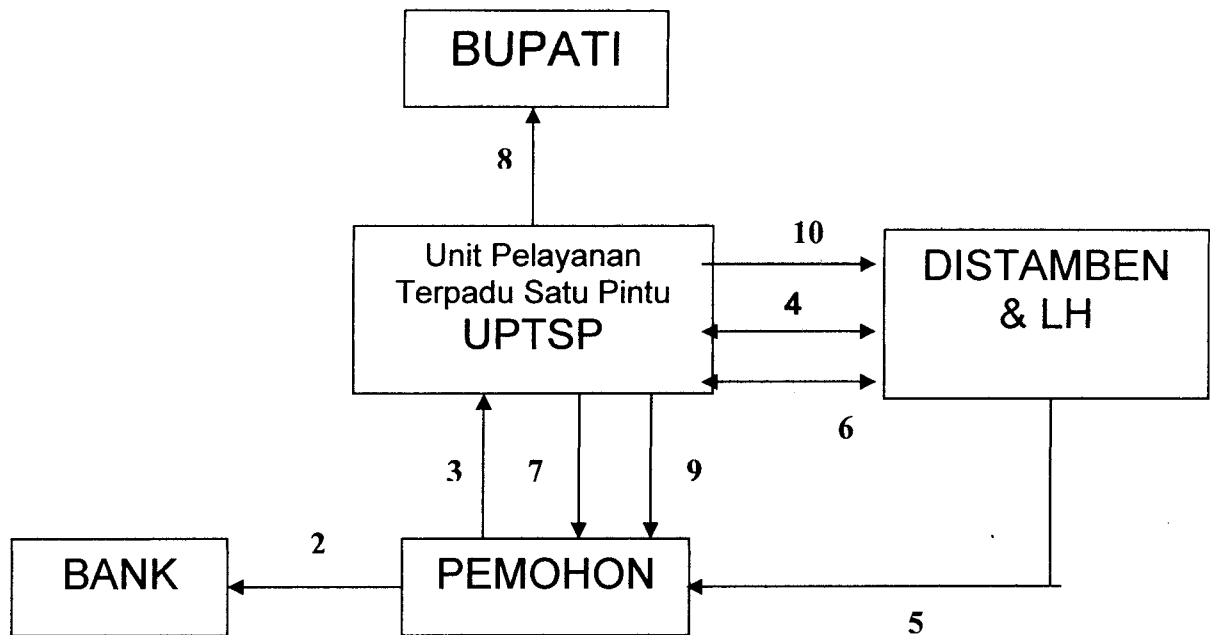 BUPATI
8
Unit Pelayanan
Terpadu Satu Pintu
UPTSP
10
4
6
DISTAMBEN
& LH
3
7
9
2
BANK
PEMOHON
5